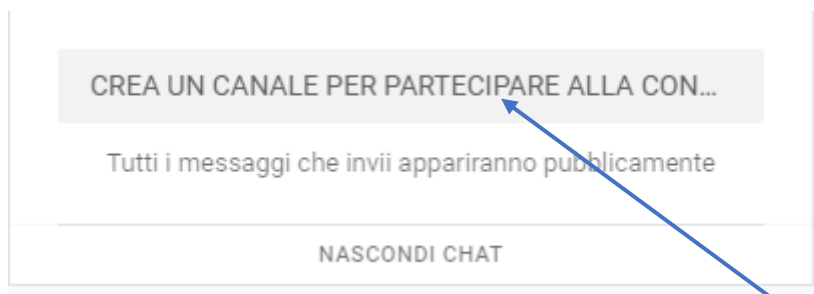 CREA UN CANALE PER PARTECIPARE ALLA CON...
Tutti i messaggi che invii appariranno pubblicamente
NASCONDI CHAT